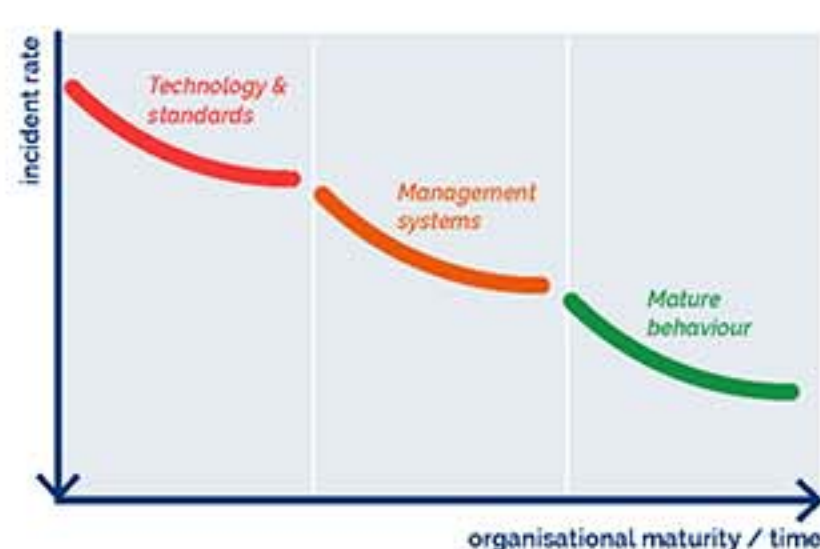 incident rate
Technology &
standards
Management
systems
Mature
behaviour
organisational maturity / time